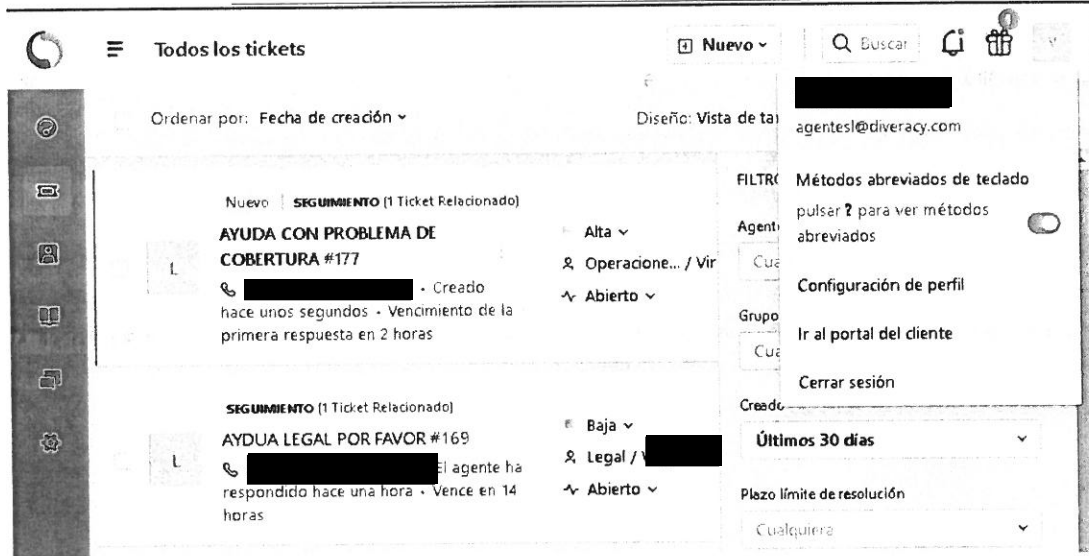 Todos los tickets
Nuevo
Buscar
Ordenar por: Fecha de creación
Diseño: Vista de tar
agentesl@diveracy.com
Métodos abreviados de teclado
pulsar ? para ver métodos
abreviados
Configuración de perfil
Ir al portal del cliente
Cerrar sesión
Nuevo SEGUIMIENTO (1 Ticket Relacionado)
AYUDA CON PROBLEMA DE
COBERTURA #177
L
• Creado
hace unos segundos • Vencimiento de la
primera respuesta en 2 horas
Alta
Operacione... / Vir
Abierto
SEGUIMIENTO (1 Ticket Relacionado)
AYDUA LEGAL POR FAVOR #169
L
El agente ha
respondido hace una hora • Vence en 14
horas
Baja
Legal /
Abierto
FILTRO
Agente
Cua
Grupo
Cua
Creado
Últimos 30 días
Plazo límite de resolución
Cualquiera